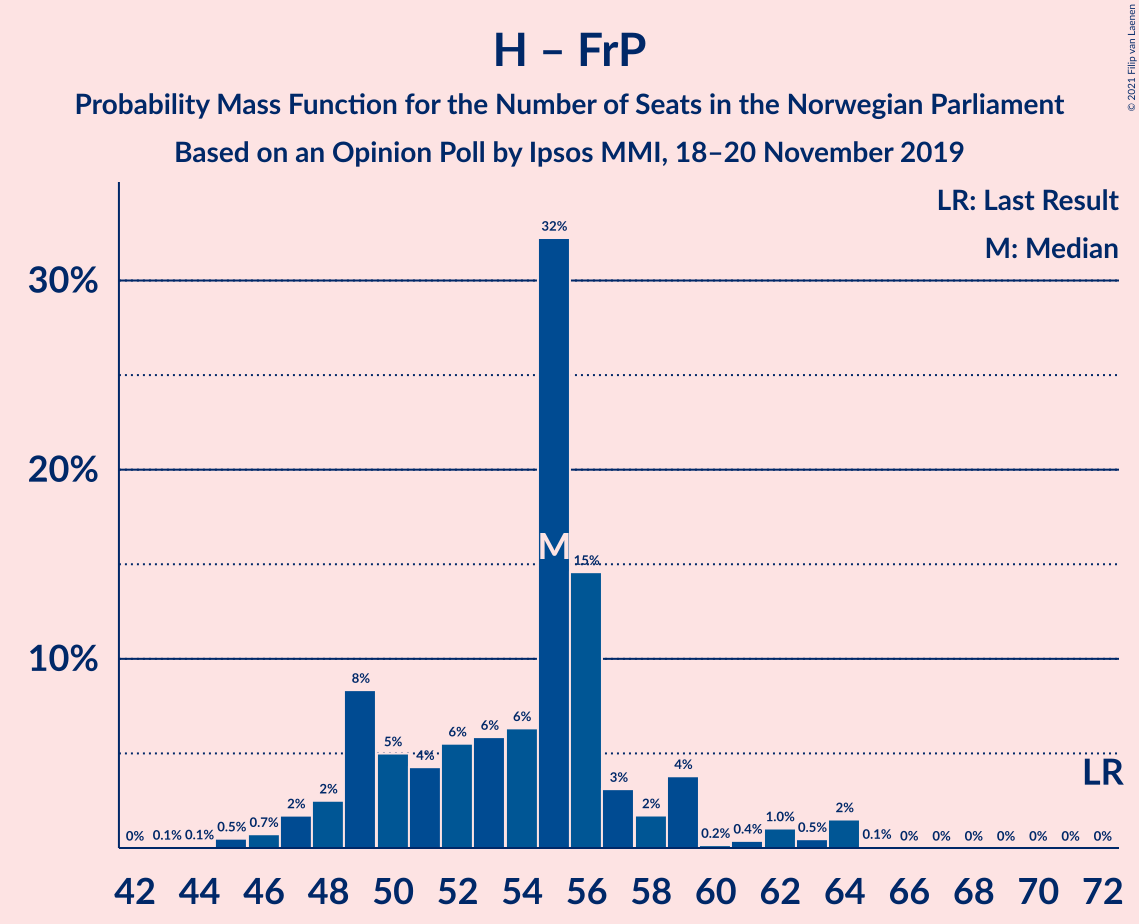 H – FrP
Probability Mass Function for the Number of Seats in the Norwegian Parliament
Based on an Opinion Poll by Ipsos MMI, 18–20 November 2019
© 2021 Filip van Laenen
LR: Last Result
M: Median
30%
20%
10%
0% 0.1% 0.1% 0.5% 0.7% 2% 2% 8% 5% 4% 6% 6% 6% 32% 15% 3% 2% 4% 0.2% 0.4% 1.0% 0.5% 2% 0.1% 0% 0% 0% 0% 0% 0% 0%
M
LR
42 44 46 48 50 52 54 56 58 60 62 64 66 68 70 72